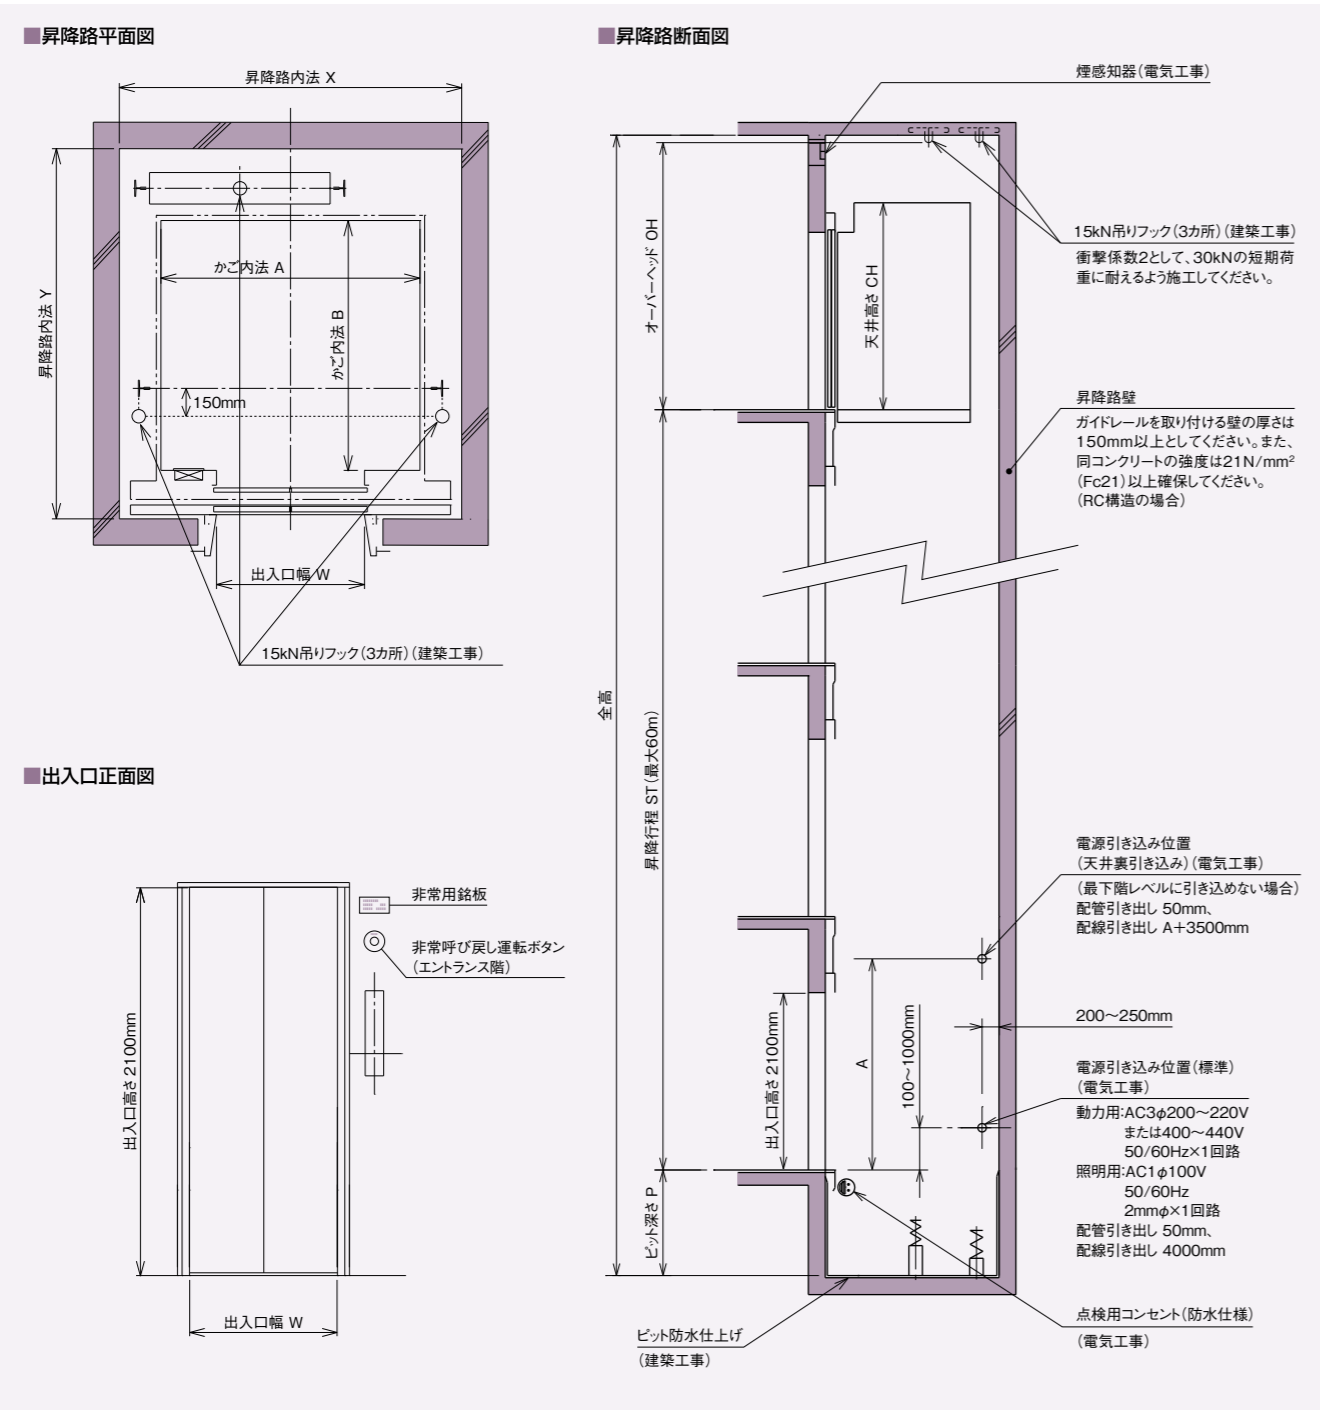 ■昇降路平面図
昇降路内法 X
昇降路内法 Y
かご内法 A
かご内法 B
150mm
出入口幅 W
15kN吊りフック(3カ所)(建築工事)
■出入口正面図
非常用銘板
非常呼び戻し運転ボタン
(エントランス階)
出入口高さ 2100mm
出入口幅 W
■昇降路断面図
煙感知器(電気工事)
15kN吊りフック(3カ所)(建築工事)
衝撃係数2として、30kNの短期荷
重に耐えるよう施工してください。
オーバーヘッド OH
天井高さ CH
昇降路壁
ガイドレールを取り付ける壁の厚さは
150mm以上としてください。また、
同コンクリートの強度は21N/mm²
(Fc21)以上確保してください。
(RC構造の場合)
全高
昇降行程 ST(最大60m)
電源引き込み位置
(天井裏引き込み)(電気工事)
(最下階レベルに引き込めない場合)
配管引き出し 50mm、
配線引き出し A+3500mm
出入口高さ 2100mm
A
100〜1000mm
200〜250mm
電源引き込み位置(標準)
(電気工事)
動力用:AC3φ200〜220V
または400〜440V
50/60Hz×1回路
照明用:AC1φ100V
50/60Hz
2mmφ×1回路
配管引き出し 50mm、
配線引き出し 4000mm
ピット深さ P
点検用コンセント(防水仕様)
(電気工事)
ピット防水仕上げ
(建築工事)